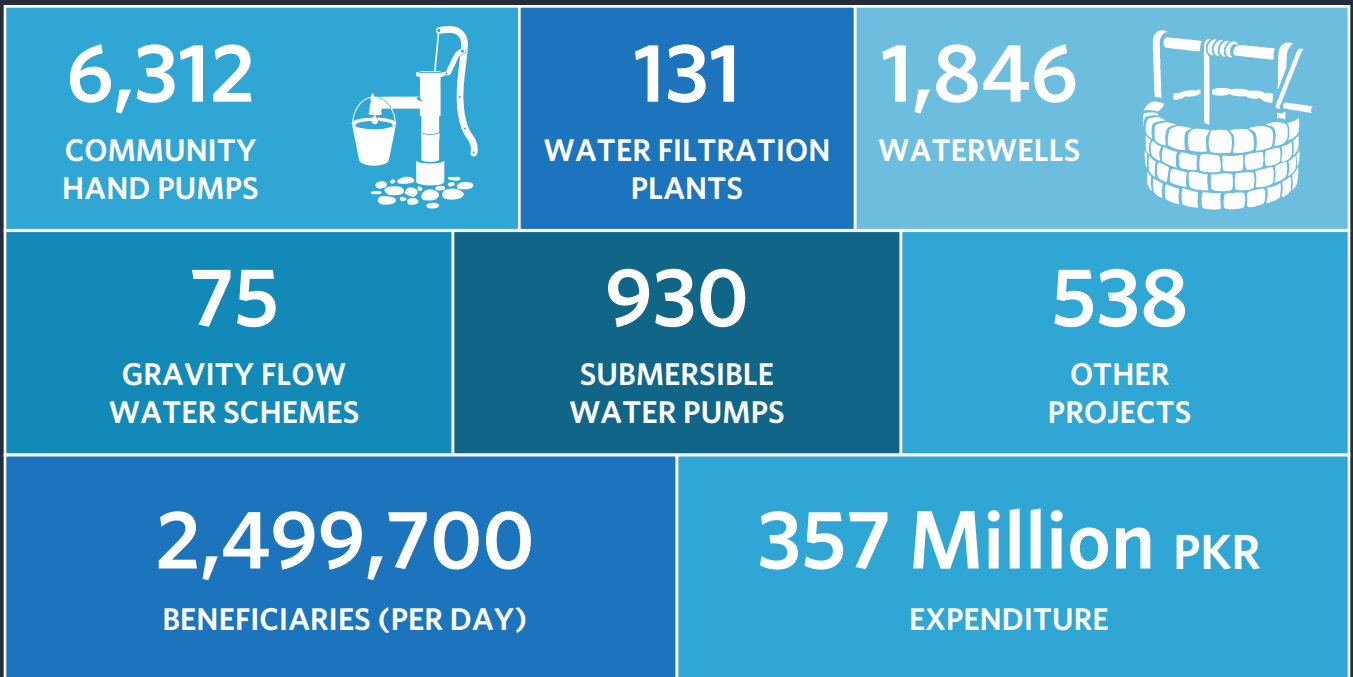 6,312
COMMUNITY
HAND PUMPS
131
WATER FILTRATION
PLANTS
1,846
WATERWELLS
75
GRAVITY FLOW
WATER SCHEMES
930
SUBMERSIBLE
WATER PUMPS
538
OTHER
PROJECTS
2,499,700
BENEFICIARIES (PER DAY)
357 Million PKR
EXPENDITURE